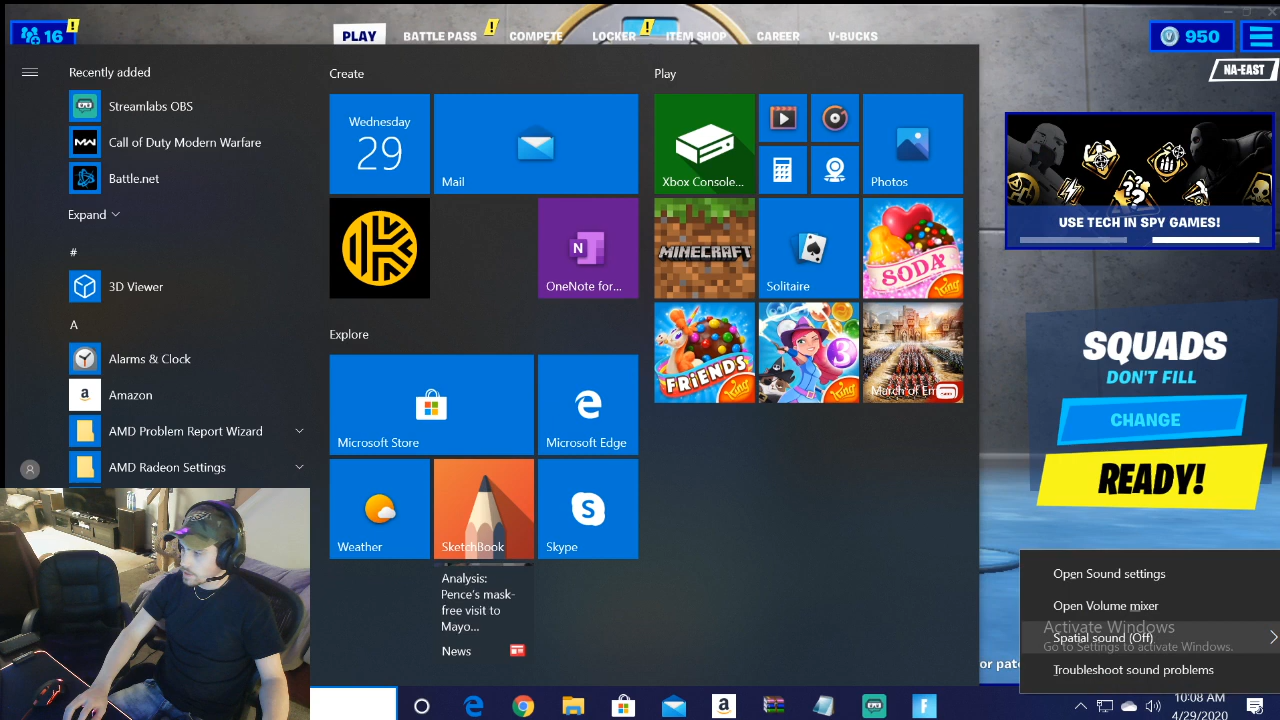 16
!
PLAY
BATTLE PASS
!
COMPETE
LOCKER
!
ITEM SHOP
CAREER
V-BUCKS
950
NA-EAST
Recently added
Streamlabs OBS
Call of Duty Modern Warfare
Battle.net
Expand
#
3D Viewer
A
Alarms & Clock
Amazon
AMD Problem Report Wizard
AMD Radeon Settings
Create
Wednesday
29
Mail
OneNote for...
Explore
Microsoft Store
Microsoft Edge
Weather
SketchBook
Skype
Analysis:
Pence's mask-
free visit to
Mayo...
News
Play
Xbox Console...
Photos
MINECRAFT
Solitaire
SODA
King
FRiENDS
King
3
King
March of Em
USE TECH IN SPY GAMES!
SQUADS
DON'T FILL
CHANGE
READY!
Open Sound settings
Open Volume mixer
Spatial sound (Off)
Troubleshoot sound problems
Activate Windows
Go to Settings to activate Windows.
or pat
10:08 AM
4/29/2020